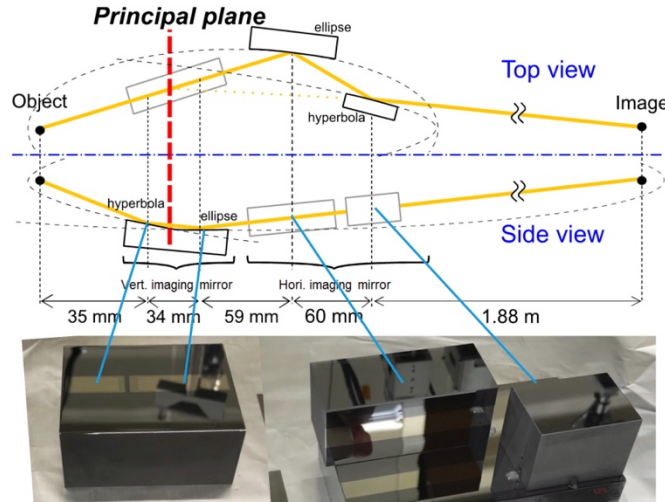 Principal plane
ellipse
Top view
Object
hyperbola
Image
hyperbola
ellipse
Side view
Vert. imaging mirror
Hori. imaging mirror
35 mm
34 mm
59 mm
60 mm
1.88 m